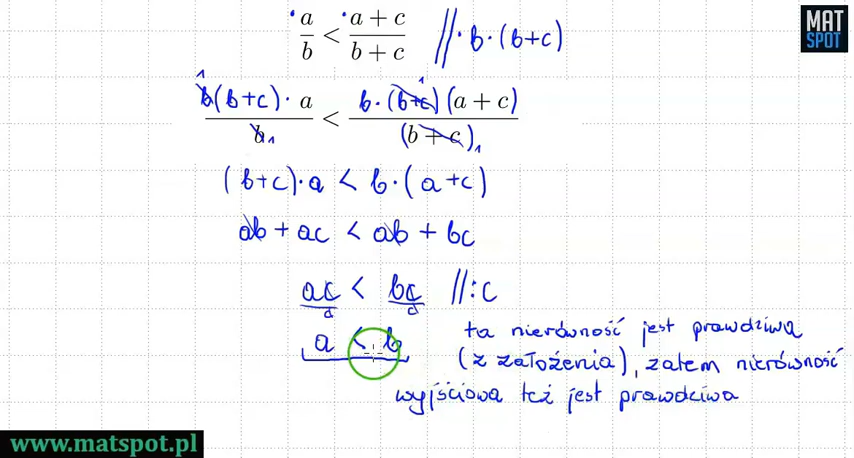 a/b < (a + c)/(b + c) // · b · (b+c)
MAT SPOT
b(b+c) · a / b < b · (b+c) (a + c) / (b + c)
(b+c) · a < b · (a+c)
ab + ac < ab + bc
ac/c < bc/c // : c
a < b
ta nierówność jest prawdziwa
(z założenia), zatem nierówność
wyjściowa też jest prawdziwa
www.matspot.pl